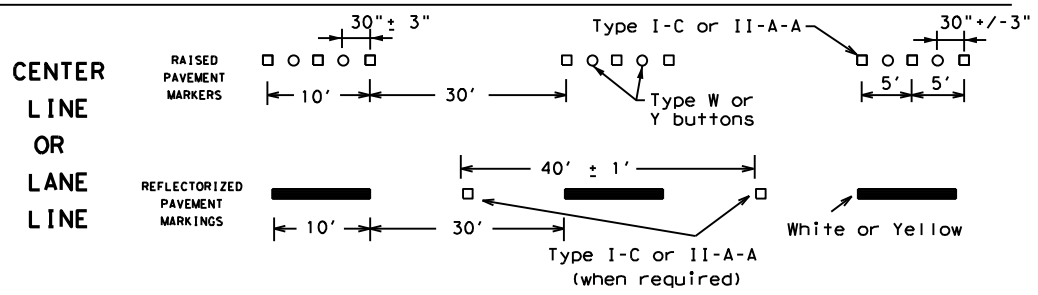 CENTER
LINE
OR
LANE
LINE
RAISED
PAVEMENT
MARKERS
30"± 3"
10'
30'
Type I-C or II-A-A
Type W or
Y buttons
30"+/-3"
5'
5'
REFLECTORIZED
PAVEMENT
MARKINGS
40' ± 1'
10'
30'
Type I-C or II-A-A
(when required)
White or Yellow